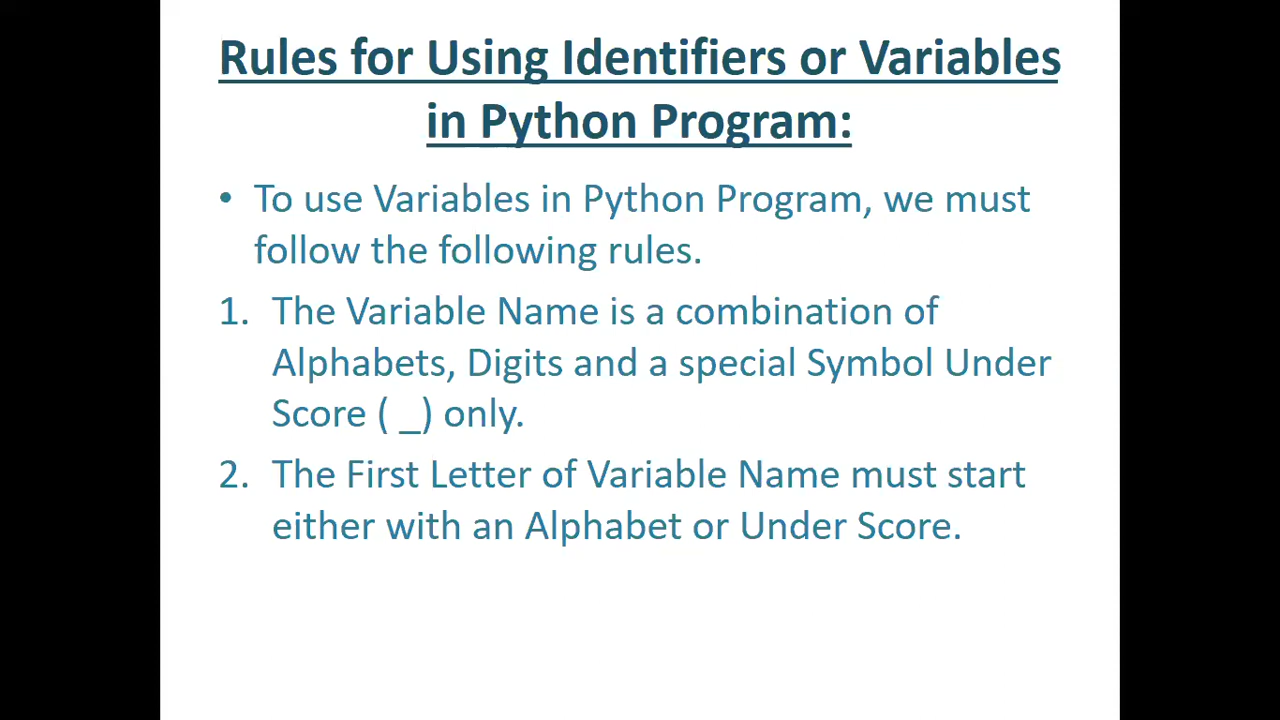 Rules for Using Identifiers or Variables
in Python Program:
• To use Variables in Python Program, we must
follow the following rules.
1. The Variable Name is a combination of
Alphabets, Digits and a special Symbol Under
Score ( _) only.
2. The First Letter of Variable Name must start
either with an Alphabet or Under Score.